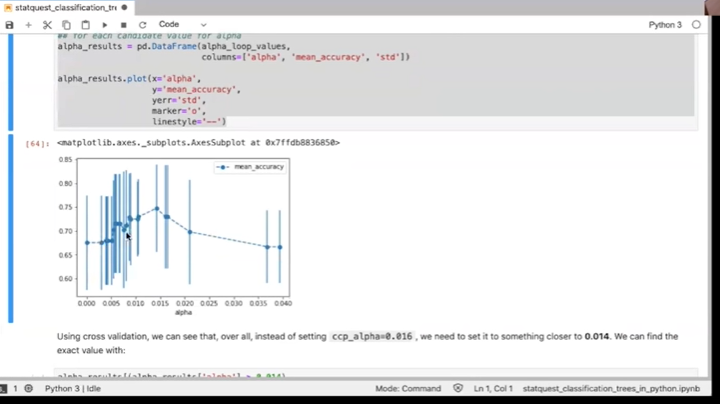 statquest_classification_tre
Code
Python 3
## for each candidate value for alpha
alpha_results = pd.DataFrame(alpha_loop_values,
columns=['alpha', 'mean_accuracy', 'std'])
alpha_results.plot(x='alpha',
y='mean_accuracy',
yerr='std',
marker='o',
linestyle='--')
[64]:
<matplotlib.axes._subplots.AxesSubplot at 0x7ffdb8836850>
mean_accuracy
0.85
0.80
0.75
0.70
0.65
0.60
0.000 0.005 0.010 0.015 0.020 0.025 0.030 0.035 0.040
alpha
Using cross validation, we can see that, over all, instead of setting ccp_alpha=0.016 , we need to set it to something closer to 0.014. We can find the
exact value with:
alpha_results[(alpha_results['alpha'] > 0.014)
1
Python 3 | Idle
Mode: Command
Ln 1, Col 1
statquest_classification_trees_in_python.ipynb